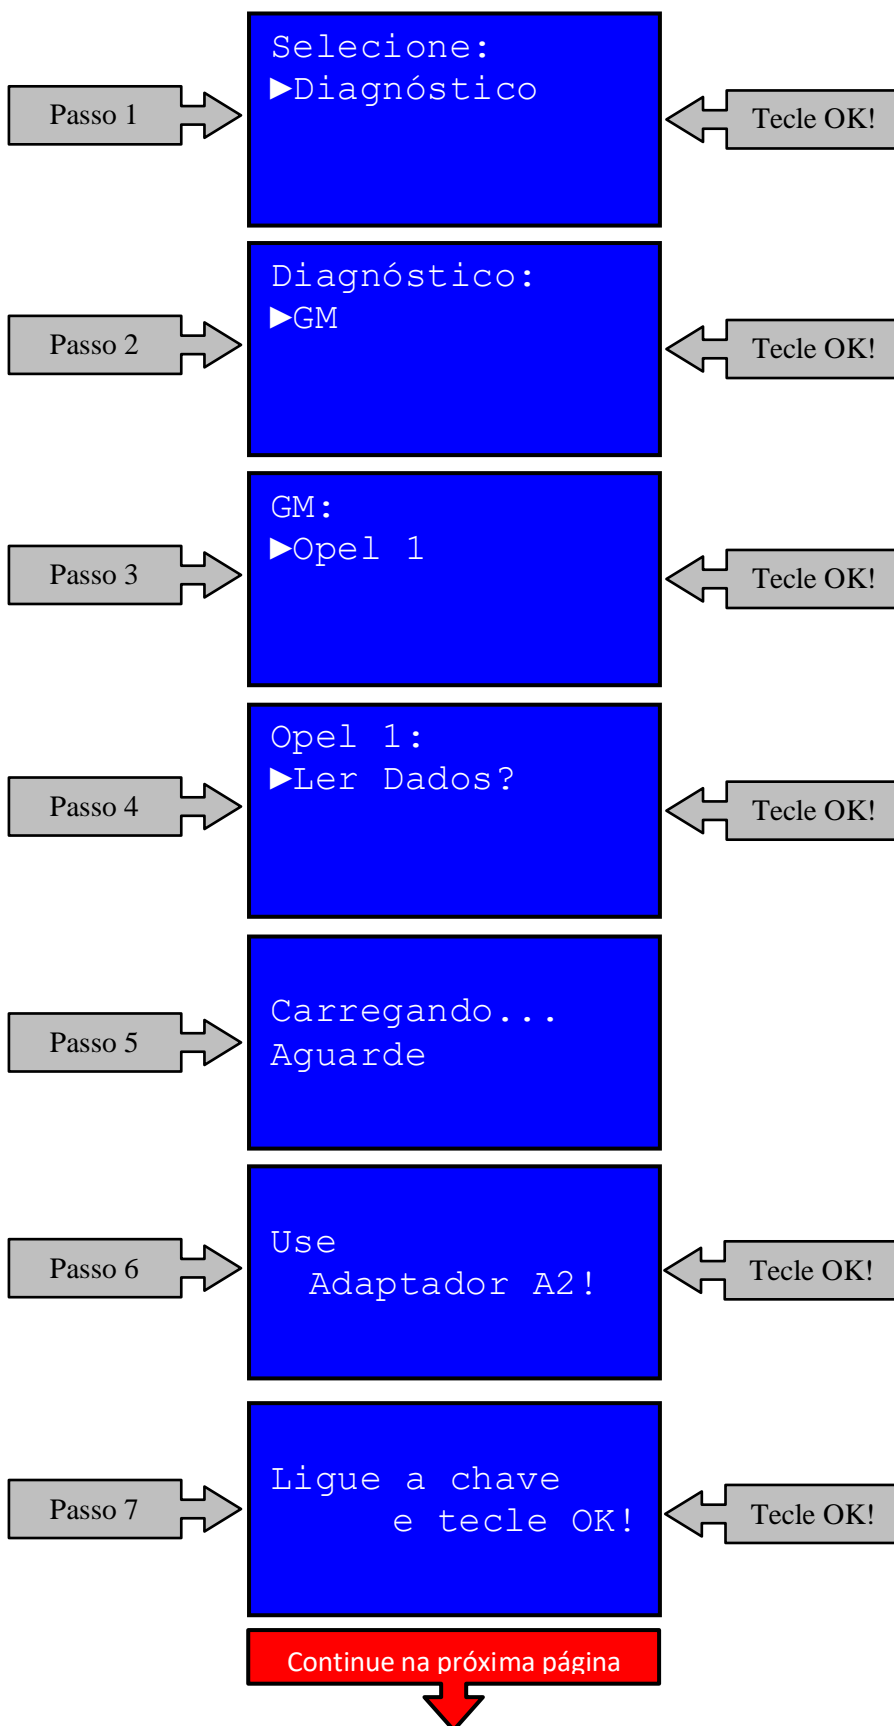 Selecione:
►Diagnóstico
Passo 1
Tecle OK!
Diagnóstico:
►GM
Passo 2
Tecle OK!
GM:
►Opel 1
Passo 3
Tecle OK!
Opel 1:
►Ler Dados?
Passo 4
Tecle OK!
Carregando...
Aguarde
Passo 5
Use
Adaptador A2!
Passo 6
Tecle OK!
Ligue a chave
e tecle OK!
Passo 7
Tecle OK!
Continue na próxima página